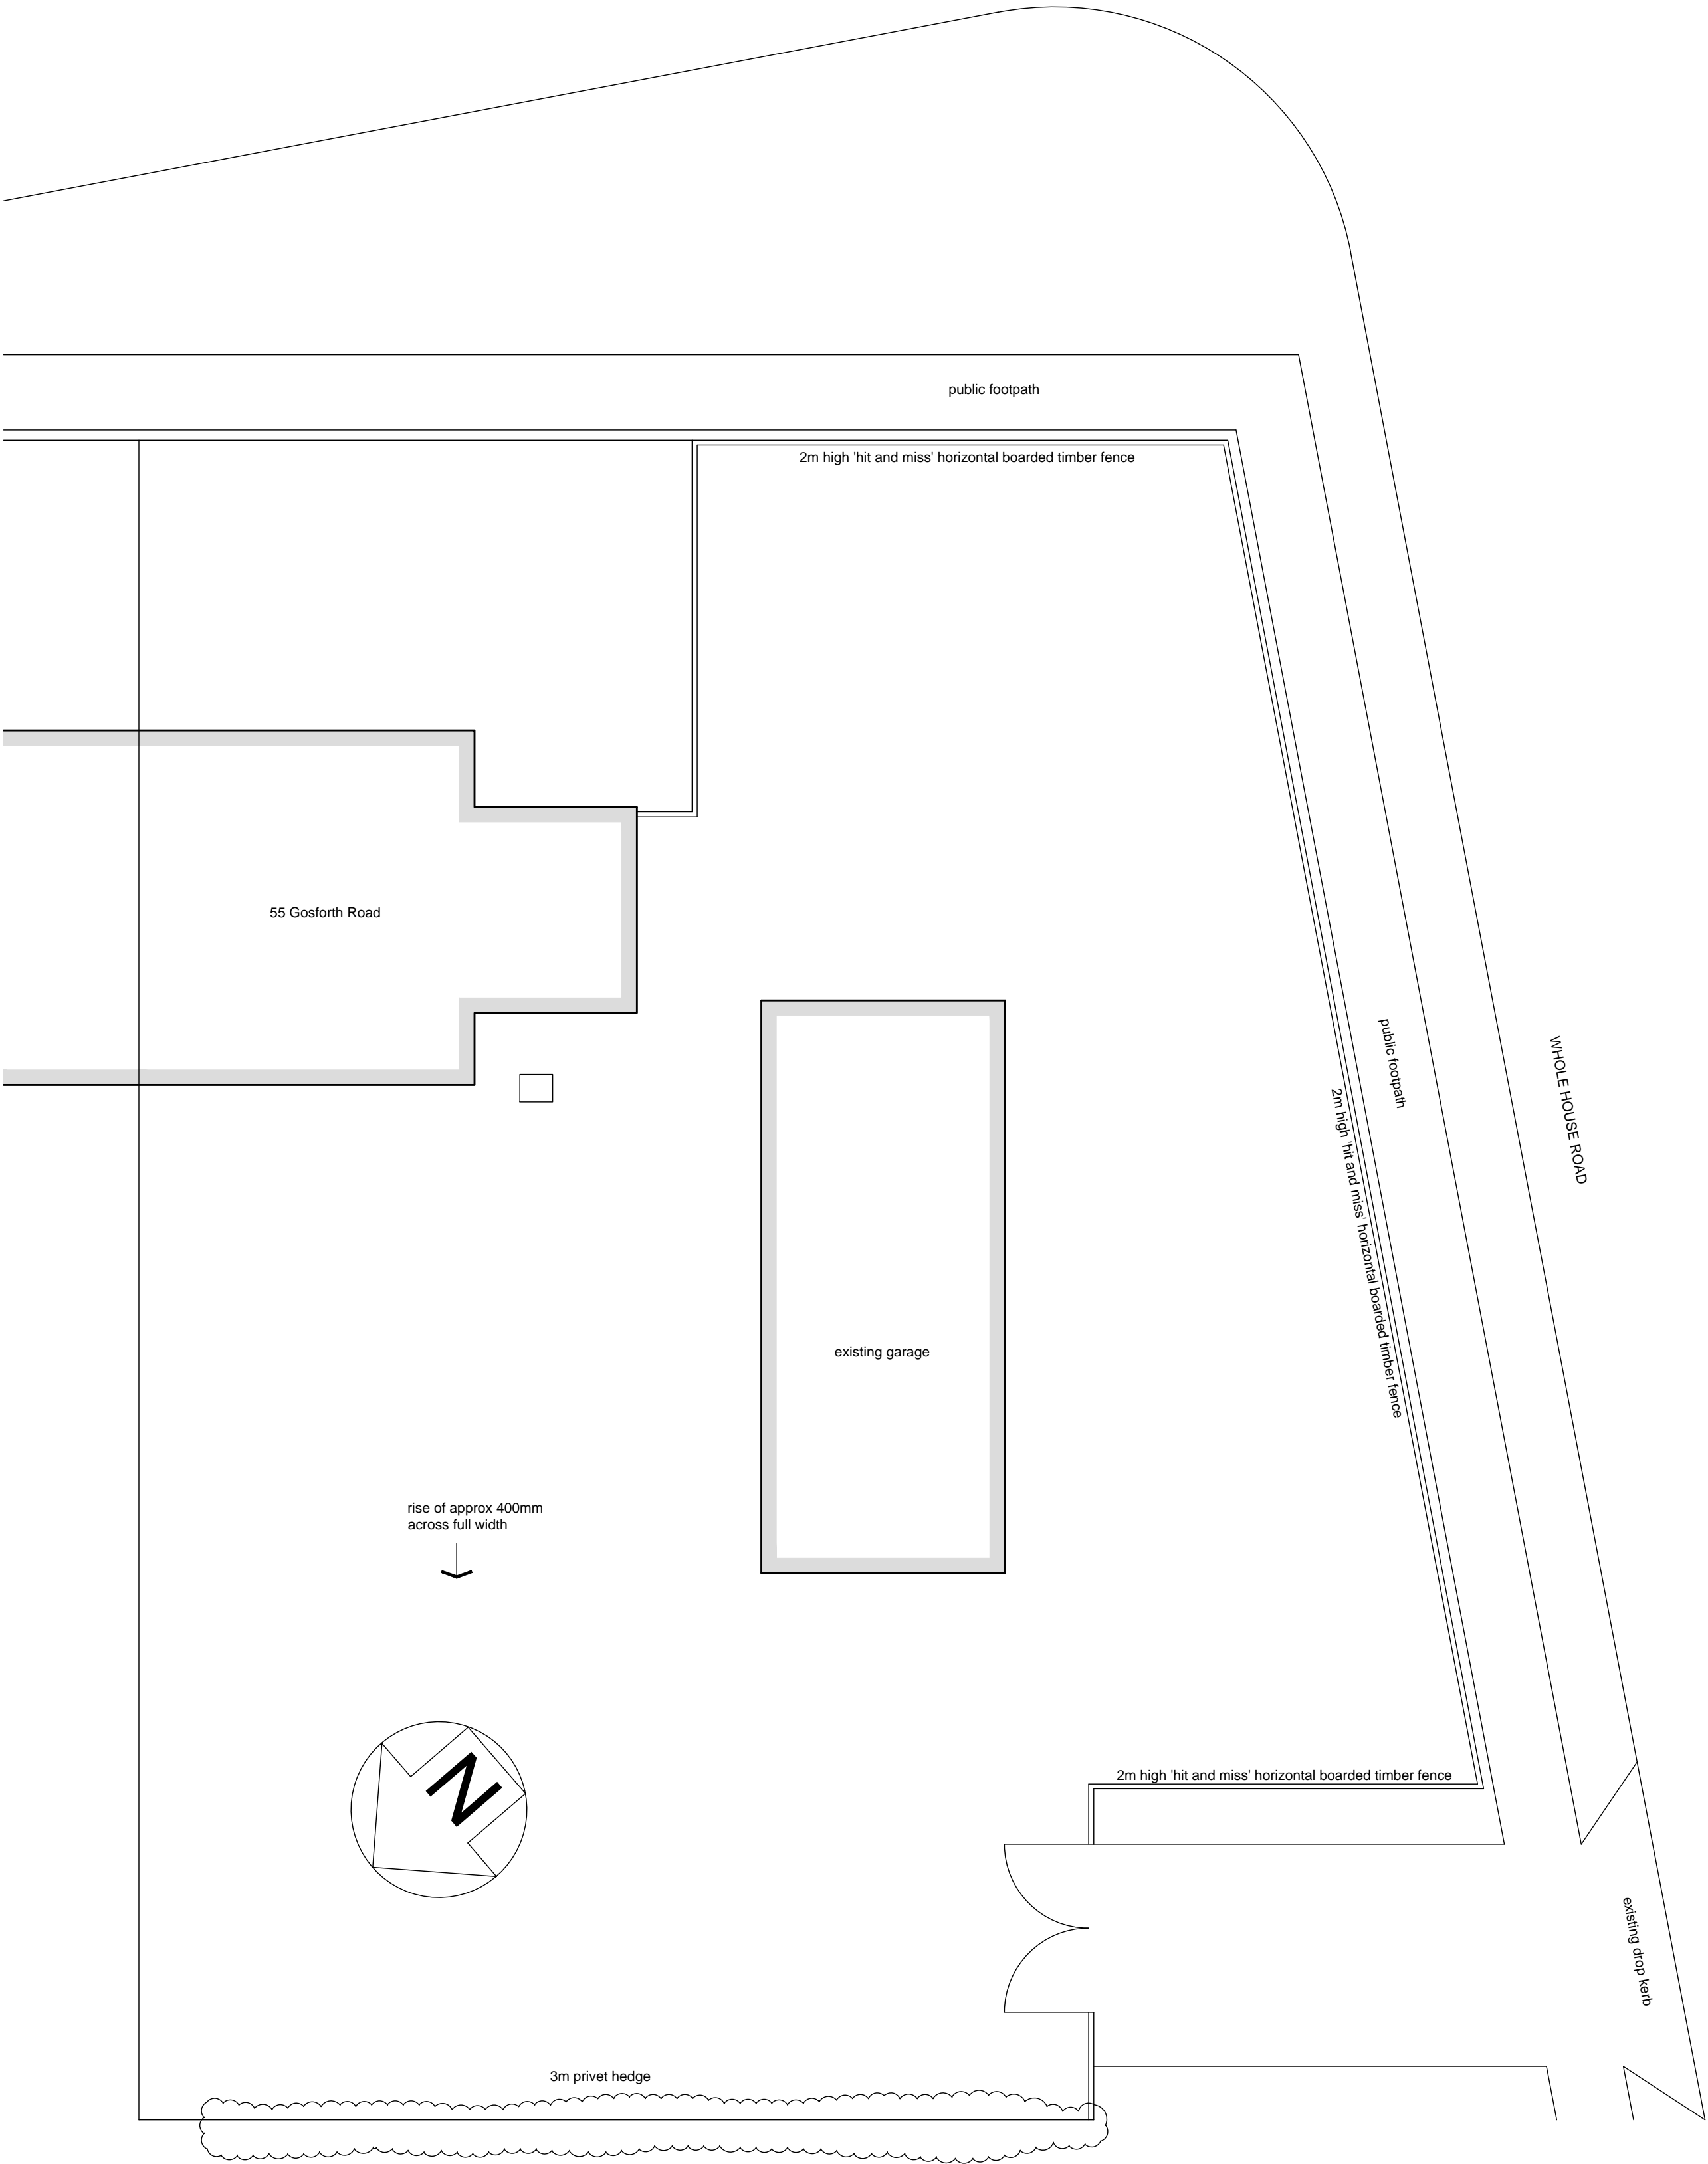 public footpath
2m high 'hit and miss' horizontal boarded timber fence
55 Gosforth Road
public footpath
WHOLE HOUSE ROAD
2m high 'hit and miss' horizontal boarded timber fence
existing garage
rise of approx 400mm
across full width
N
2m high 'hit and miss' horizontal boarded timber fence
existing drop kerb
3m privet hedge